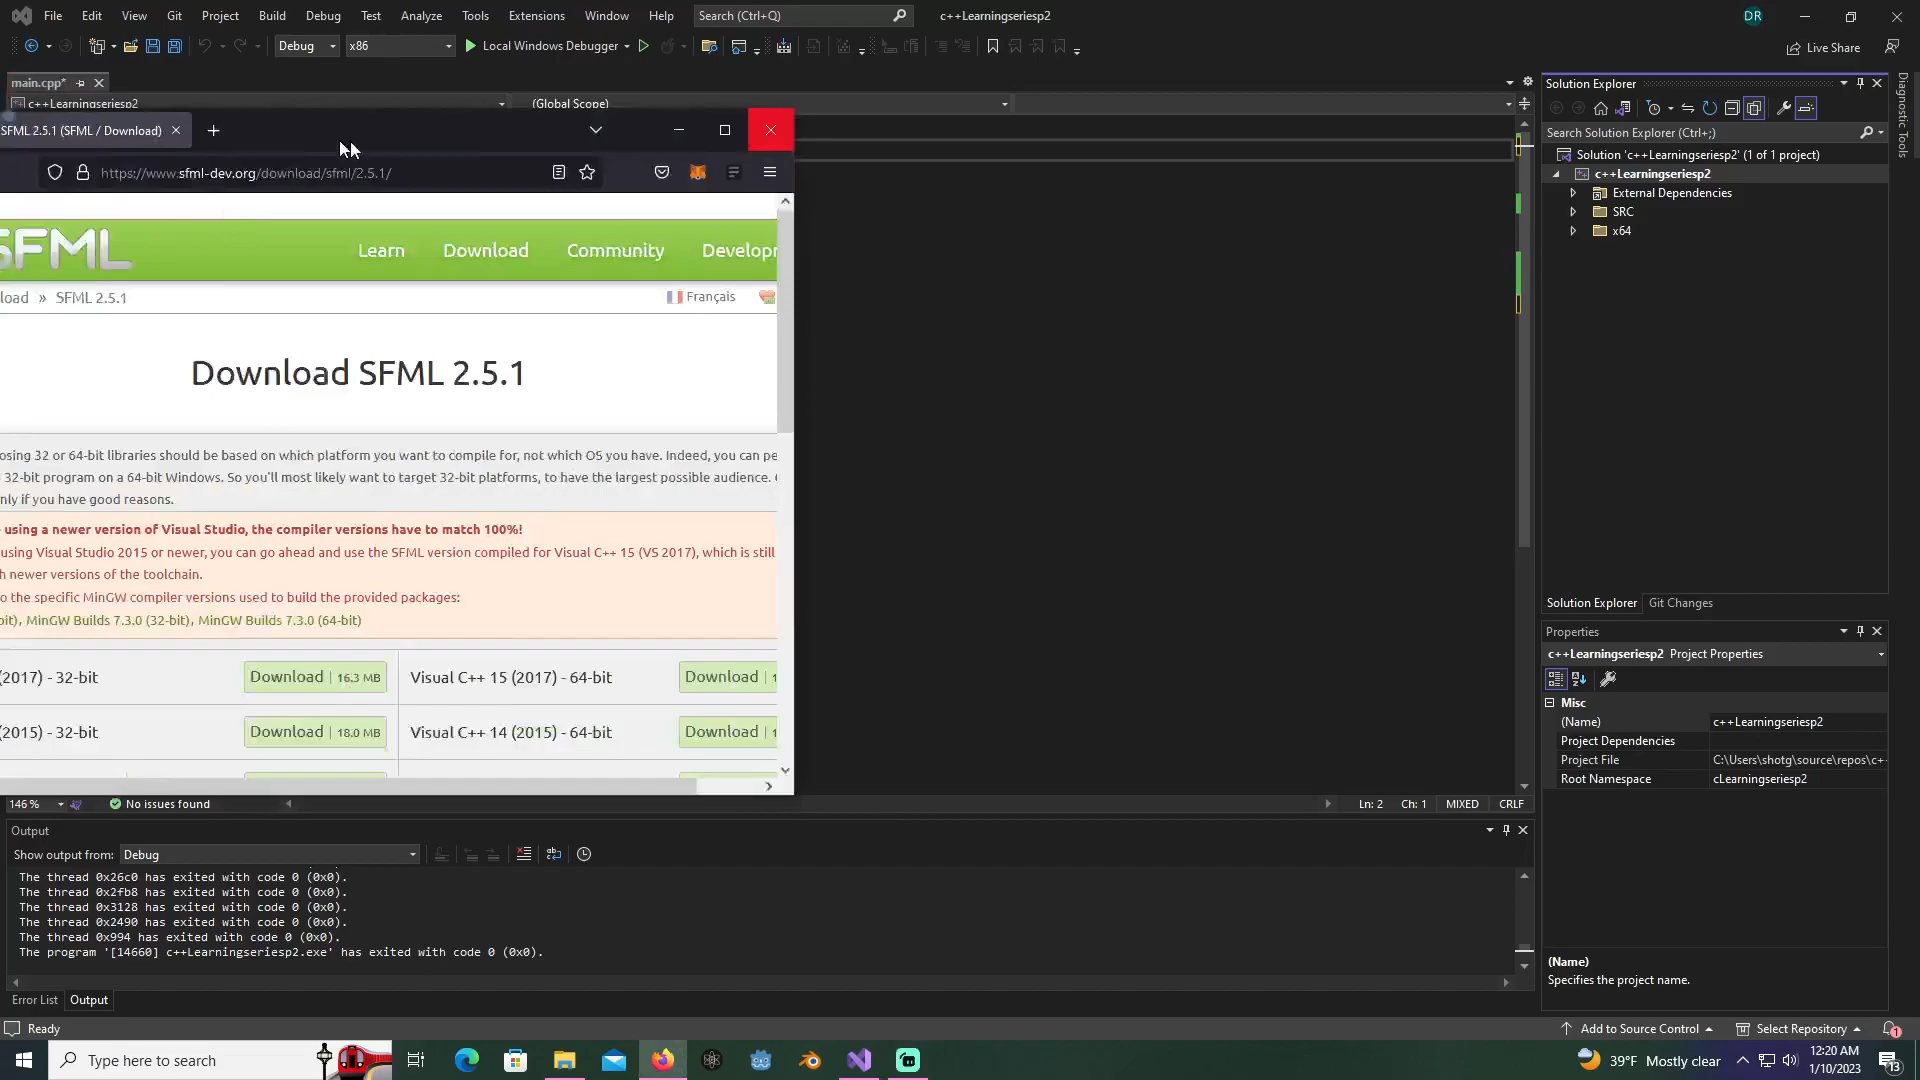 File Edit View Git Project Build Debug Test Analyze Tools Extensions Window Help Search (Ctrl+Q) c++Learningseriesp2 DR
Debug x86 Local Windows Debugger Live Share
main.cpp*
c++Learningseriesp2 (Global Scope)
SFML 2.5.1 (SFML / Download)
https://www.sfml-dev.org/download/sfml/2.5.1/
SFML Learn Download Community Developm
load » SFML 2.5.1 Français
Download SFML 2.5.1
osing 32 or 64-bit libraries should be based on which platform you want to compile for, not which OS you have. Indeed, you can pe
32-bit program on a 64-bit Windows. So you'll most likely want to target 32-bit platforms, to have the largest possible audience.
nly if you have good reasons.
using a newer version of Visual Studio, the compiler versions have to match 100%!
using Visual Studio 2015 or newer, you can go ahead and use the SFML version compiled for Visual C++ 15 (VS 2017), which is still
h newer versions of the toolchain.
o the specific MinGW compiler versions used to build the provided packages:
bit), MinGW Builds 7.3.0 (32-bit), MinGW Builds 7.3.0 (64-bit)
(2017) - 32-bit Download | 16.3 MB Visual C++ 15 (2017) - 64-bit Download | 1
(2015) - 32-bit Download | 18.0 MB Visual C++ 14 (2015) - 64-bit Download | 1
146 % No issues found Ln: 2 Ch: 1 MIXED CRLF
Output
Show output from: Debug
The thread 0x26c0 has exited with code 0 (0x0).
The thread 0x2fb8 has exited with code 0 (0x0).
The thread 0x3128 has exited with code 0 (0x0).
The thread 0x2490 has exited with code 0 (0x0).
The thread 0x994 has exited with code 0 (0x0).
The program '[14660] c++Learningseriesp2.exe' has exited with code 0 (0x0).
Error List Output
Solution Explorer
Search Solution Explorer (Ctrl+;)
Solution 'c++Learningseriesp2' (1 of 1 project)
c++Learningseriesp2
External Dependencies
SRC
x64
Solution Explorer Git Changes
Properties
c++Learningseriesp2 Project Properties
Misc
(Name) c++Learningseriesp2
Project Dependencies
Project File C:\Users\shotg\source\repos\c+
Root Namespace cLearningseriesp2
(Name)
Specifies the project name.
Diagnostic Tools
Ready Add to Source Control Select Repository 1
Type here to search 39°F Mostly clear 12:20 AM
1/10/2023 13